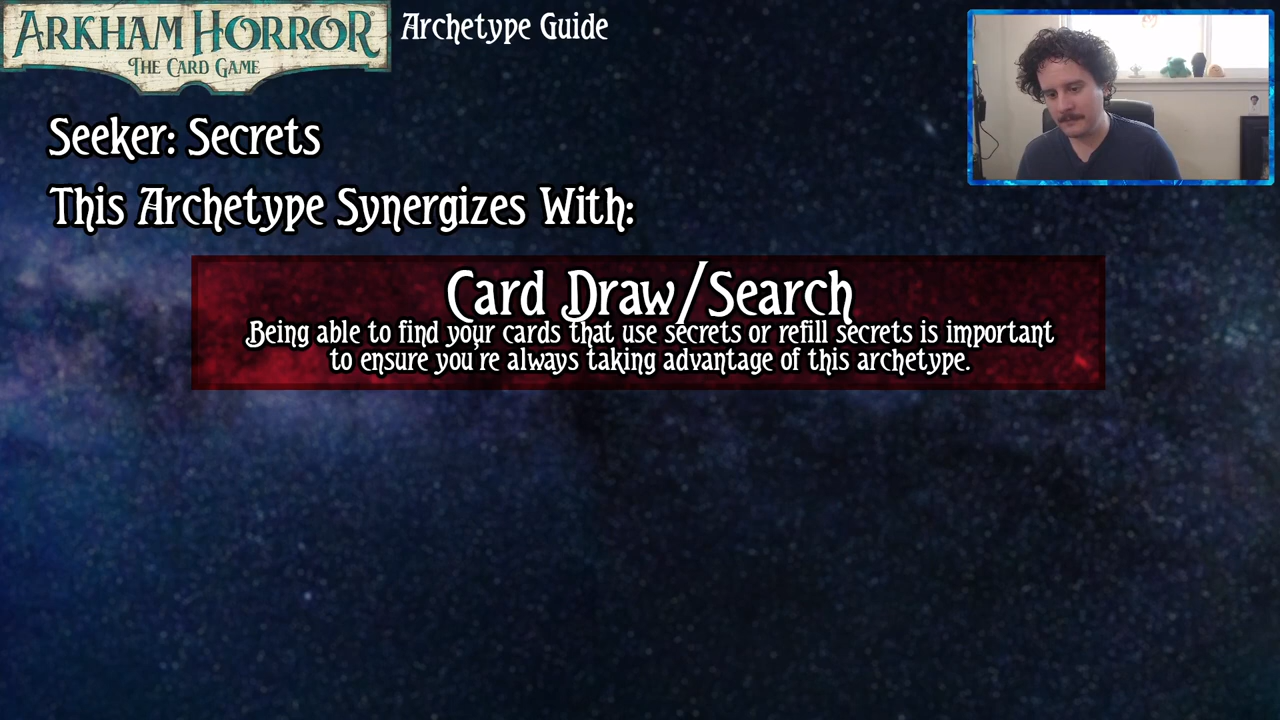 ARKHAM HORROR®
THE CARD GAME
Archetype Guide
Seeker: Secrets
This Archetype Synergizes With:
Card Draw/Search
Being able to find your cards that use secrets or refill secrets is important
to ensure you're always taking advantage of this archetype.